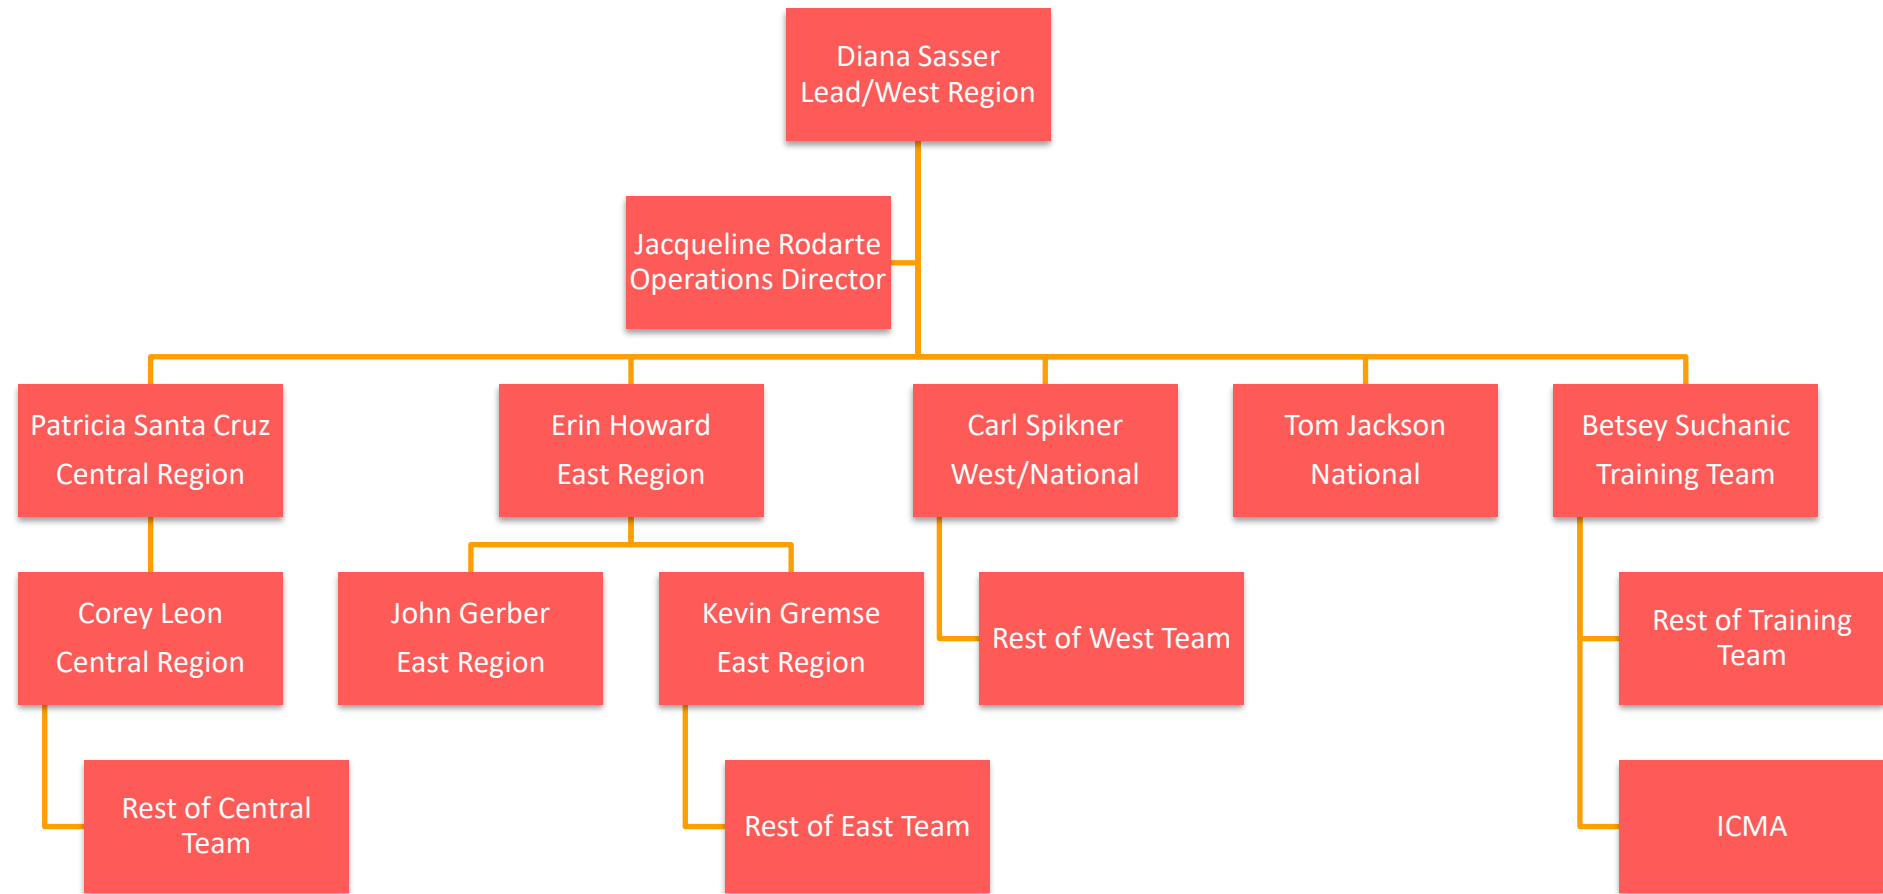 Diana Sasser
Lead/West Region
Jacqueline Rodarte
Operations Director
Patricia Santa Cruz
Central Region
Erin Howard
East Region
Carl Spikner
West/National
Tom Jackson
National
Betsey Suchanic
Training Team
Corey Leon
Central Region
John Gerber
East Region
Kevin Gremse
East Region
Rest of West Team
Rest of Training
Team
Rest of Central
Team
Rest of East Team
ICMA